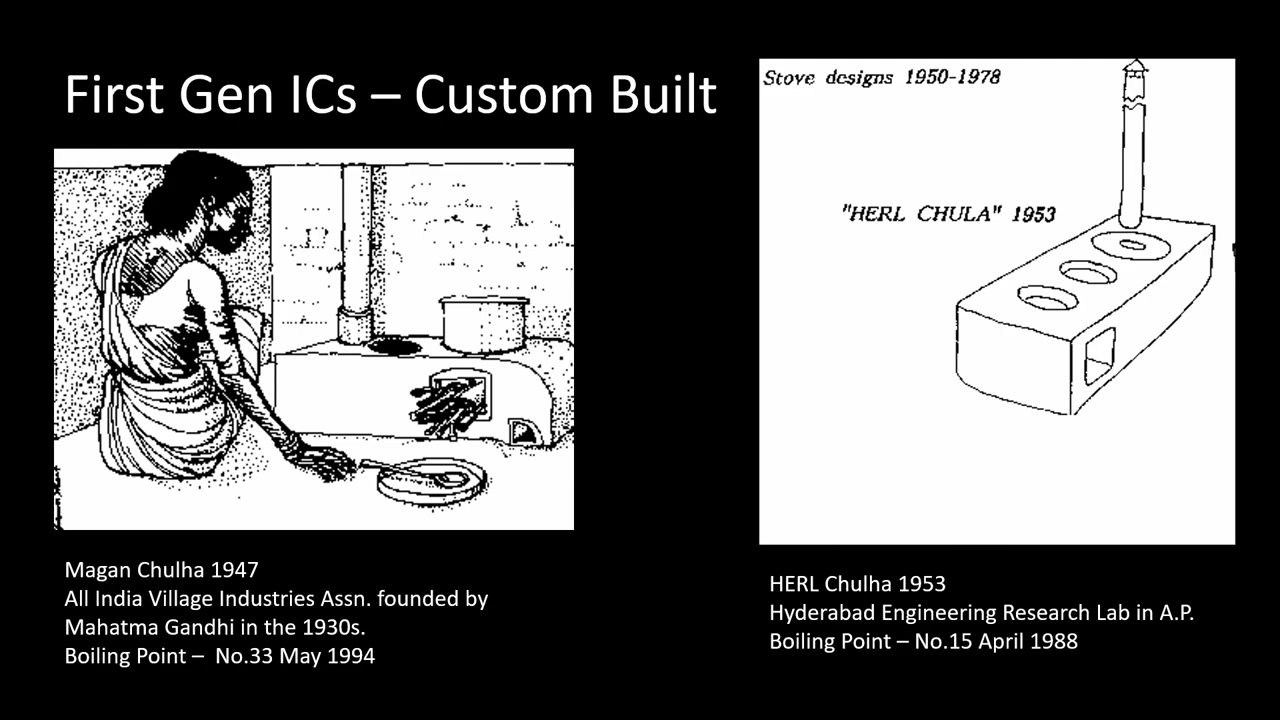 First Gen ICs – Custom Built
Stove designs 1950-1978
"HERL CHULA" 1953
Magan Chulha 1947
All India Village Industries Assn. founded by
Mahatma Gandhi in the 1930s.
Boiling Point – No.33 May 1994
HERL Chulha 1953
Hyderabad Engineering Research Lab in A.P.
Boiling Point – No.15 April 1988